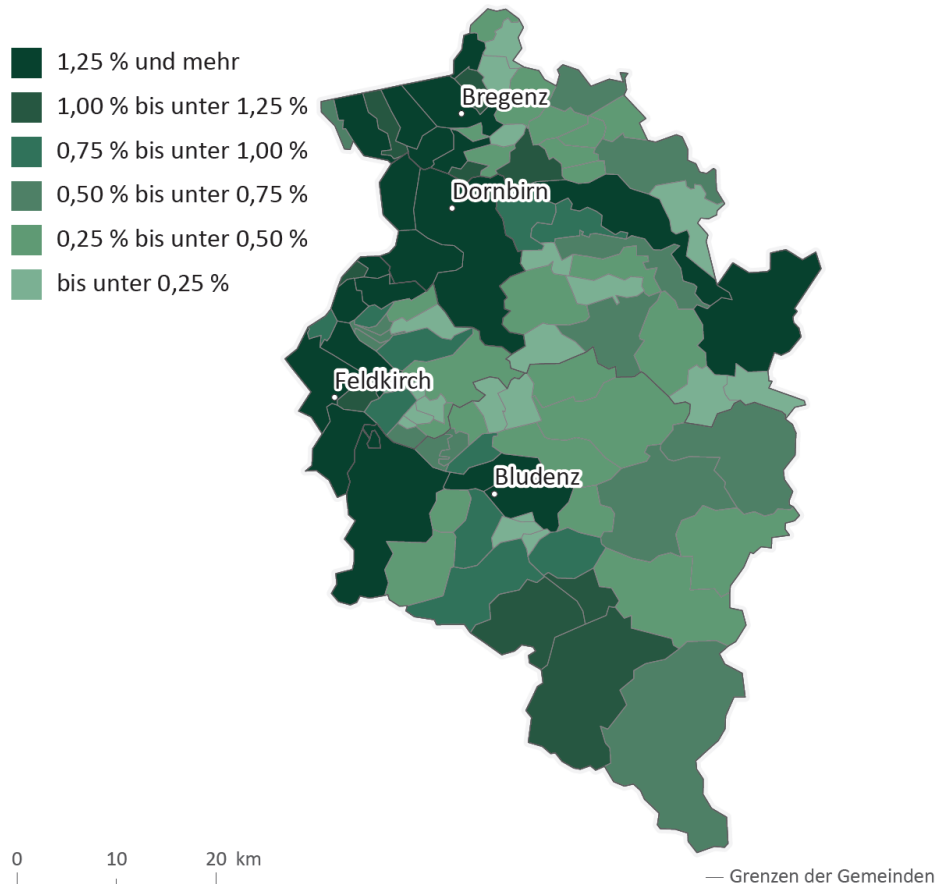 1,25 % und mehr
1,00 % bis unter 1,25 %
0,75 % bis unter 1,00 %
0,50 % bis unter 0,75 %
0,25 % bis unter 0,50 %
bis unter 0,25 %
Bregenz
Dornbirn
Feldkirch
Bludenz
0 10 20 km
Grenzen der Gemeinden